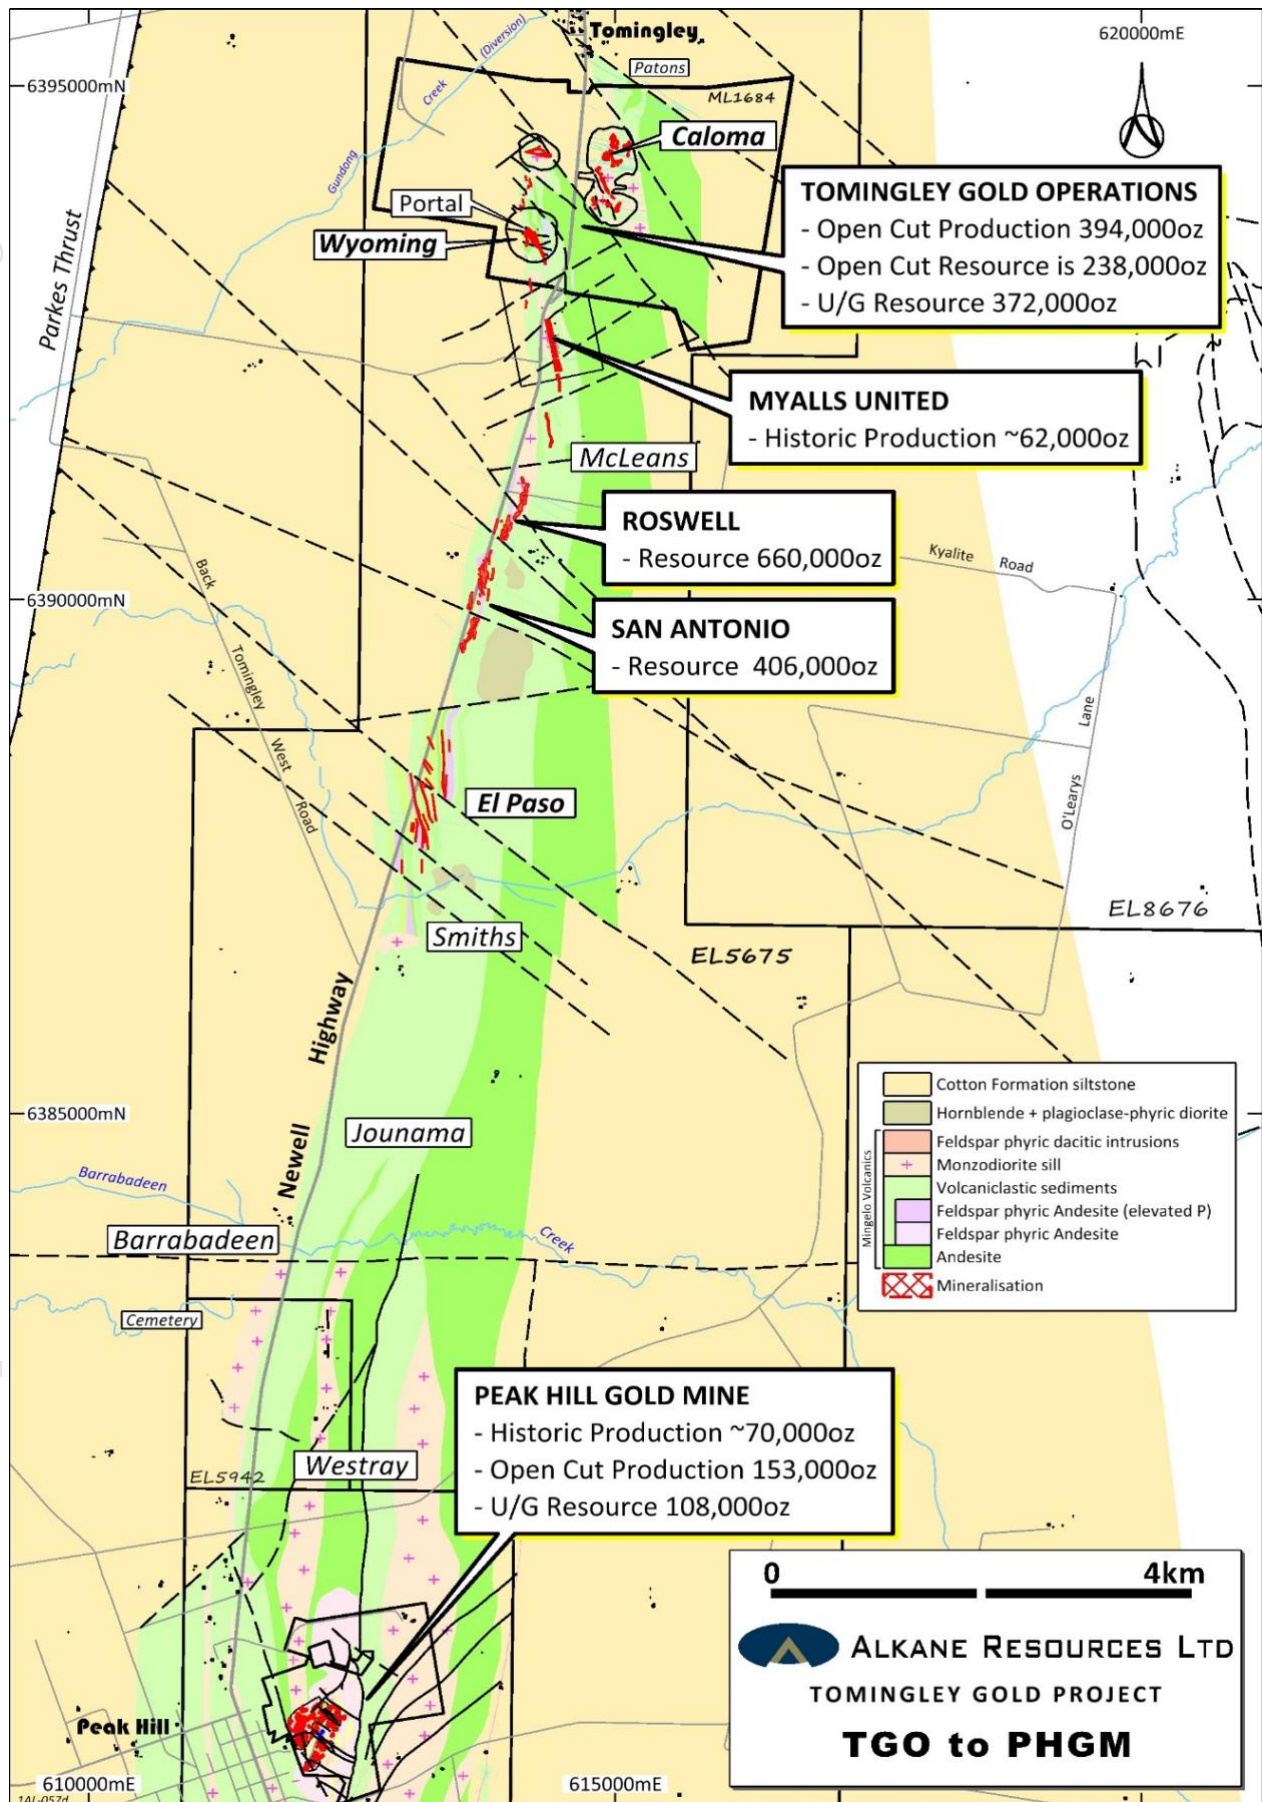 Tomingley
620000mE
(Diversion)
Creek
Gundong
Patons
ML1684
6395000mN
Caloma
Portal
Wyoming
Parkes Thrust
TOMINGLEY GOLD OPERATIONS
- Open Cut Production 394,000oz
- Open Cut Resource is 238,000oz
- U/G Resource 372,000oz
MYALLS UNITED
- Historic Production ~62,000oz
McLeans
ROSWELL
- Resource 660,000oz
Kyalite Road
6390000mN
Back
Tomingley
West
Road
SAN ANTONIO
- Resource 406,000oz
O'Learys
Lane
El Paso
Smiths
EL8676
EL5675
Newell
Highway
6385000mN
Jounama
Barrabadeen
Creek
Barrabadeen
Cemetery
Cotton Formation siltstone
Hornblende + plagioclase-phyric diorite
Mingelo Volcanics
Feldspar phyric dacitic intrusions
Monzodiorite sill
Volcaniclastic sediments
Feldspar phyric Andesite (elevated P)
Feldspar phyric Andesite
Andesite
Mineralisation
PEAK HILL GOLD MINE
- Historic Production ~70,000oz
- Open Cut Production 153,000oz
- U/G Resource 108,000oz
Westray
EL5942
0 4km
ALKANE RESOURCES LTD
TOMINGLEY GOLD PROJECT
TGO to PHGM
Peak Hill
610000mE
615000mE
1AL-057d